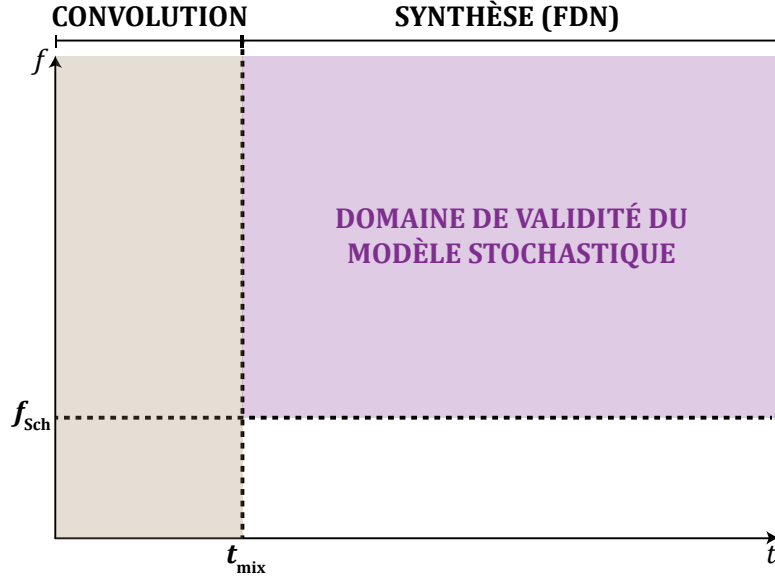 CONVOLUTION
SYNTHÈSE (FDN)
f
DOMAINE DE VALIDITÉ DU
MODÈLE STOCHASTIQUE
fSch
tmix
t